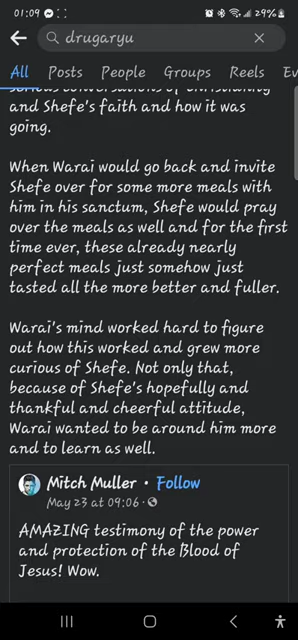 01:09
29%
drugaryu
All Posts People Groups Reels Ev
serious conversations of Christianity
and Shefe's faith and how it was
going.
When Warai would go back and invite
Shefe over for some more meals with
him in his sanctum, Shefe would pray
over the meals as well and for the first
time ever, these already nearly
perfect meals just somehow just
tasted all the more better and fuller.
Warai's mind worked hard to figure
out how this worked and grew more
curious of Shefe. Not only that,
because of Shefe's hopefully and
thankful and cheerful attitude,
Warai wanted to be around him more
and to learn as well.
Mitch Muller • Follow
May 23 at 09:06 •
AMAZING testimony of the power
and protection of the Blood of
Jesus! Wow.